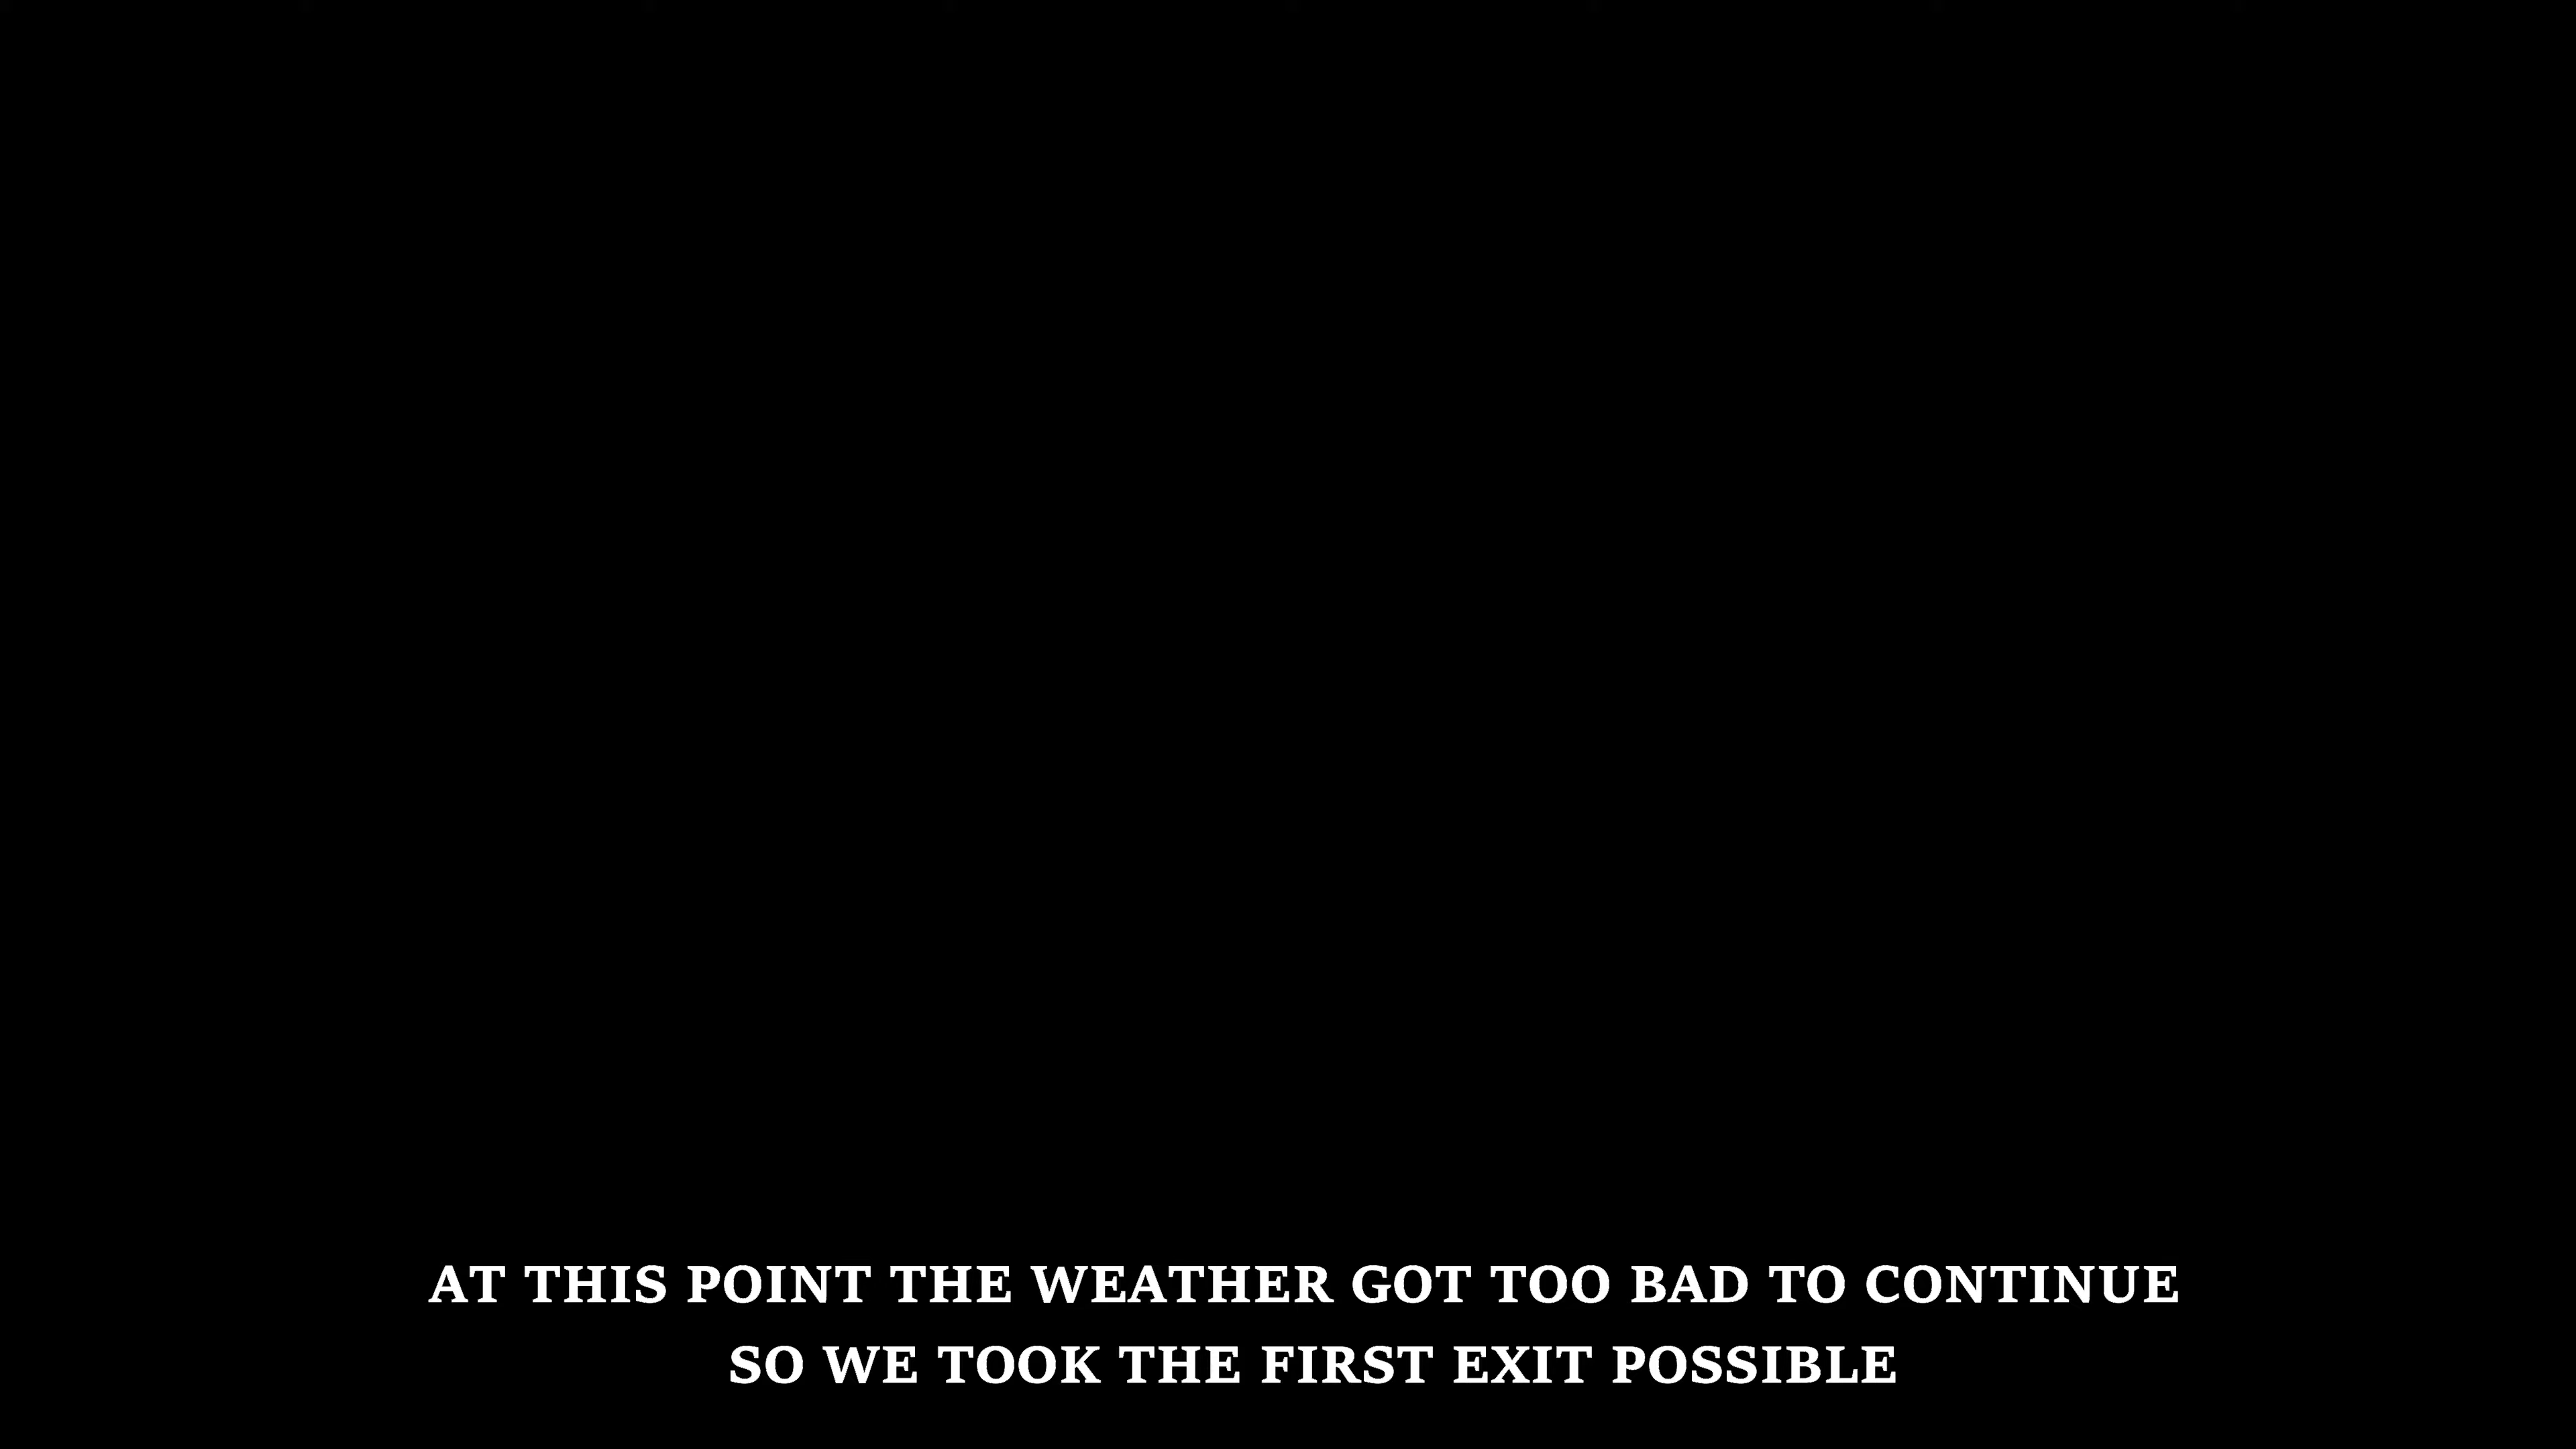 AT THIS POINT THE WEATHER GOT TOO BAD TO CONTINUE
SO WE TOOK THE FIRST EXIT POSSIBLE